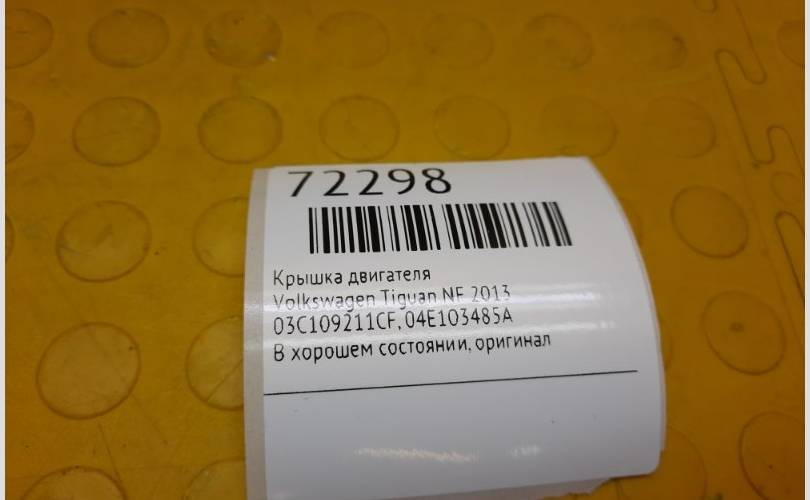 72298
Крышка двигателя
Volkswagen Tiguan NF 2013
03C109211CF, 04E103485A
В хорошем состоянии, оригинал